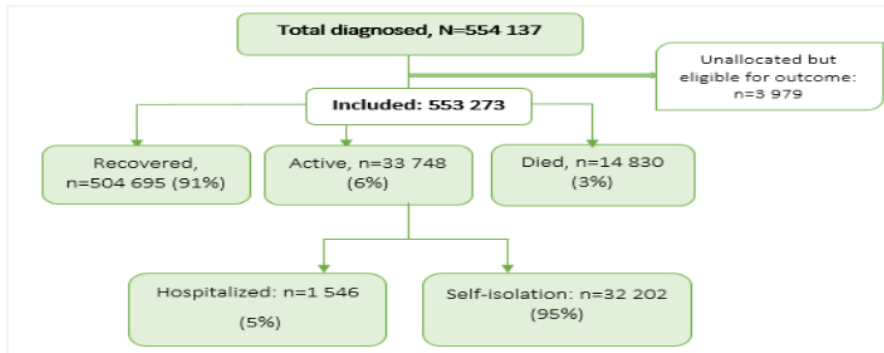 Total diagnosed, N=554 137
Unallocated but
eligible for outcome:
n=3 979
Included: 553 273
Recovered,
n=504 695 (91%)
Active, n=33 748
(6%)
Died, n=14 830
(3%)
Hospitalized: n=1 546
(5%)
Self-isolation: n=32 202
(95%)